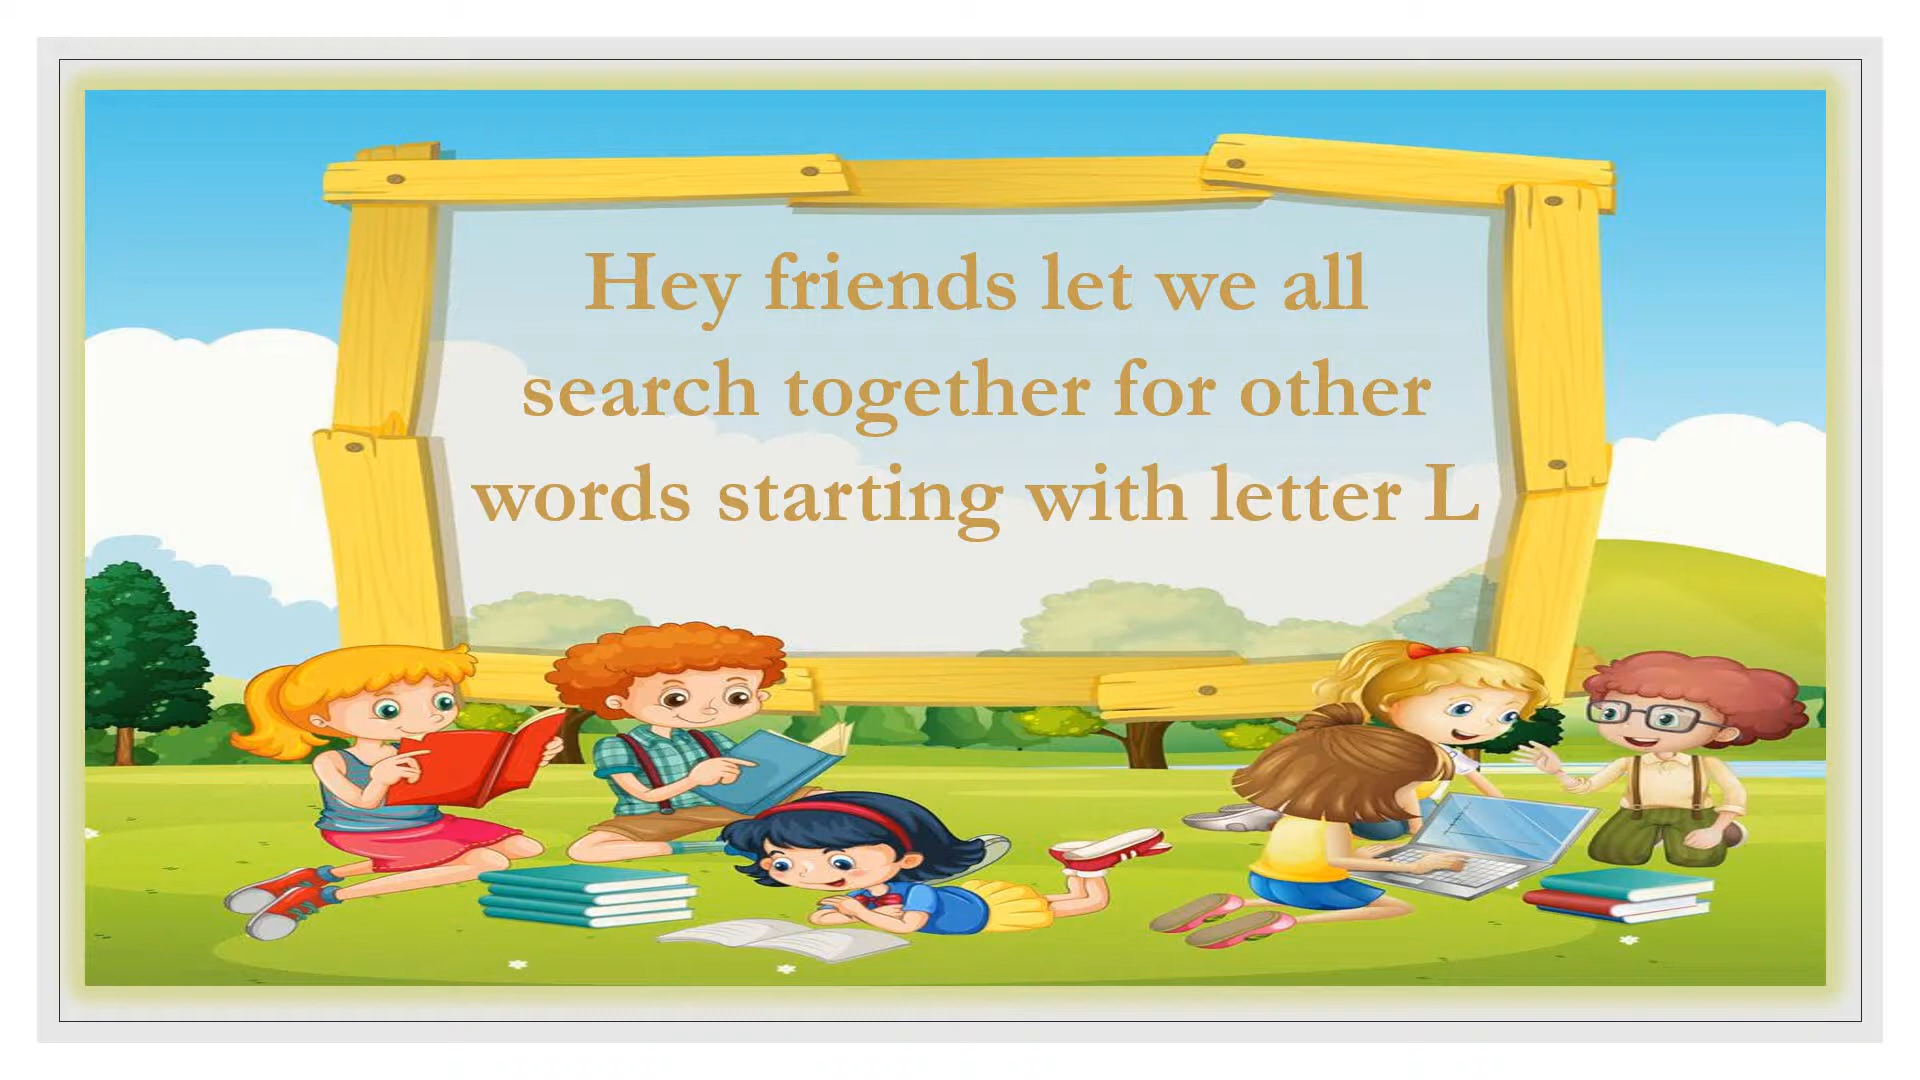 Hey friends let we all
search together for other
words starting with letter L